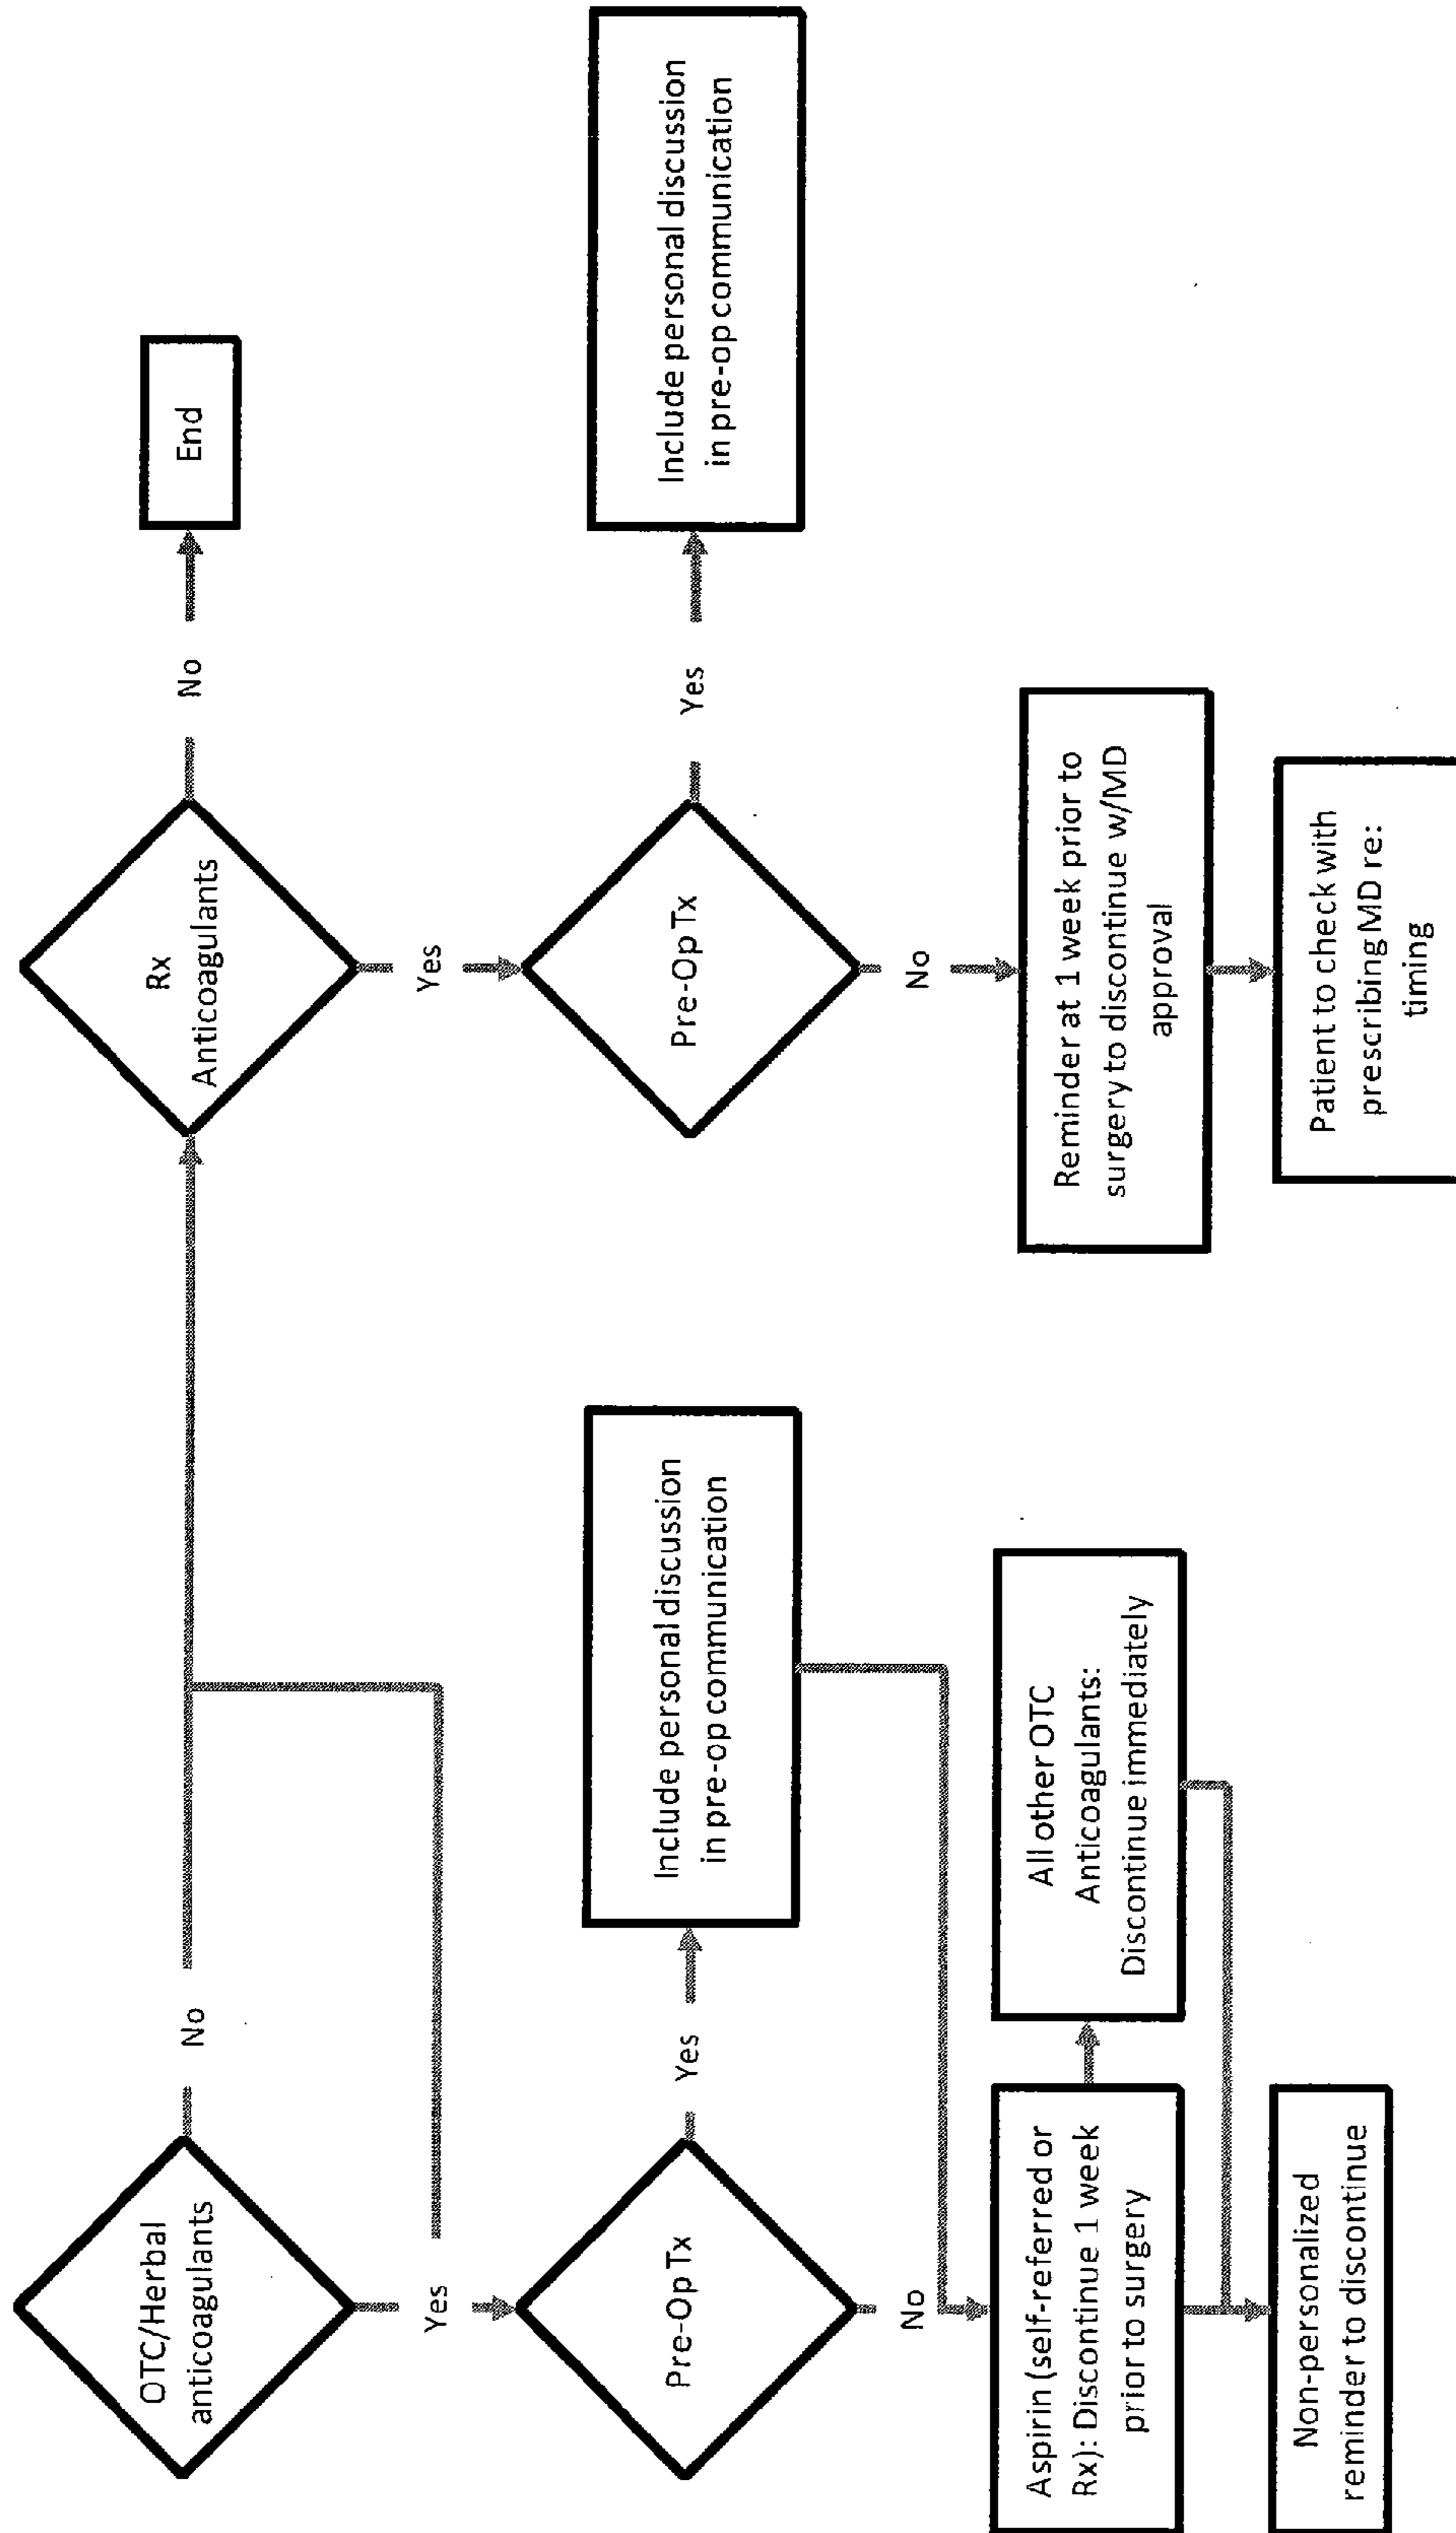 OTC/Herbal
anticoagulants
No
Rx
Anticoagulants
No
End
Yes
Yes
Pre-Op Tx
Yes
Include personal discussion
in pre-op communication
Pre-Op Tx
Yes
Include personal discussion
in pre-op communication
No
No
Aspirin (self-referred or
Rx): Discontinue 1 week
prior to surgery
All other OTC
Anticoagulants:
Discontinue immediately
Reminder at 1 week prior to
surgery to discontinue w/MD
approval
Non-personalized
reminder to discontinue
Patient to check with
prescribing MD re:
timing